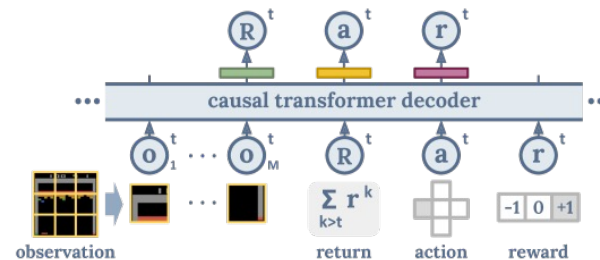 R t a t r t
... causal transformer decoder ...
o 1 t ... o M t R t a t r t
... Σ r k k>t -1 0 +1
observation return action reward